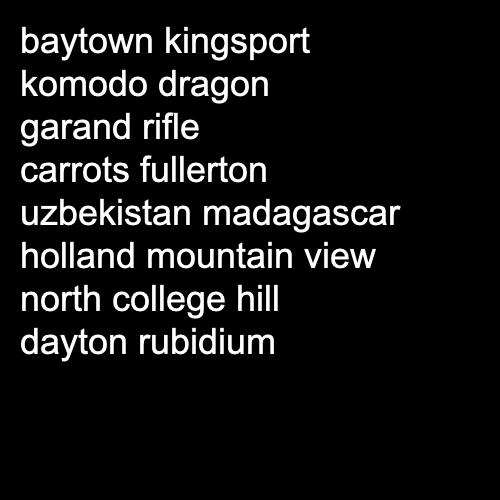 baytown kingsport
komodo dragon
garand rifle
carrots fullerton
uzbekistan madagascar
holland mountain view
north college hill
dayton rubidium